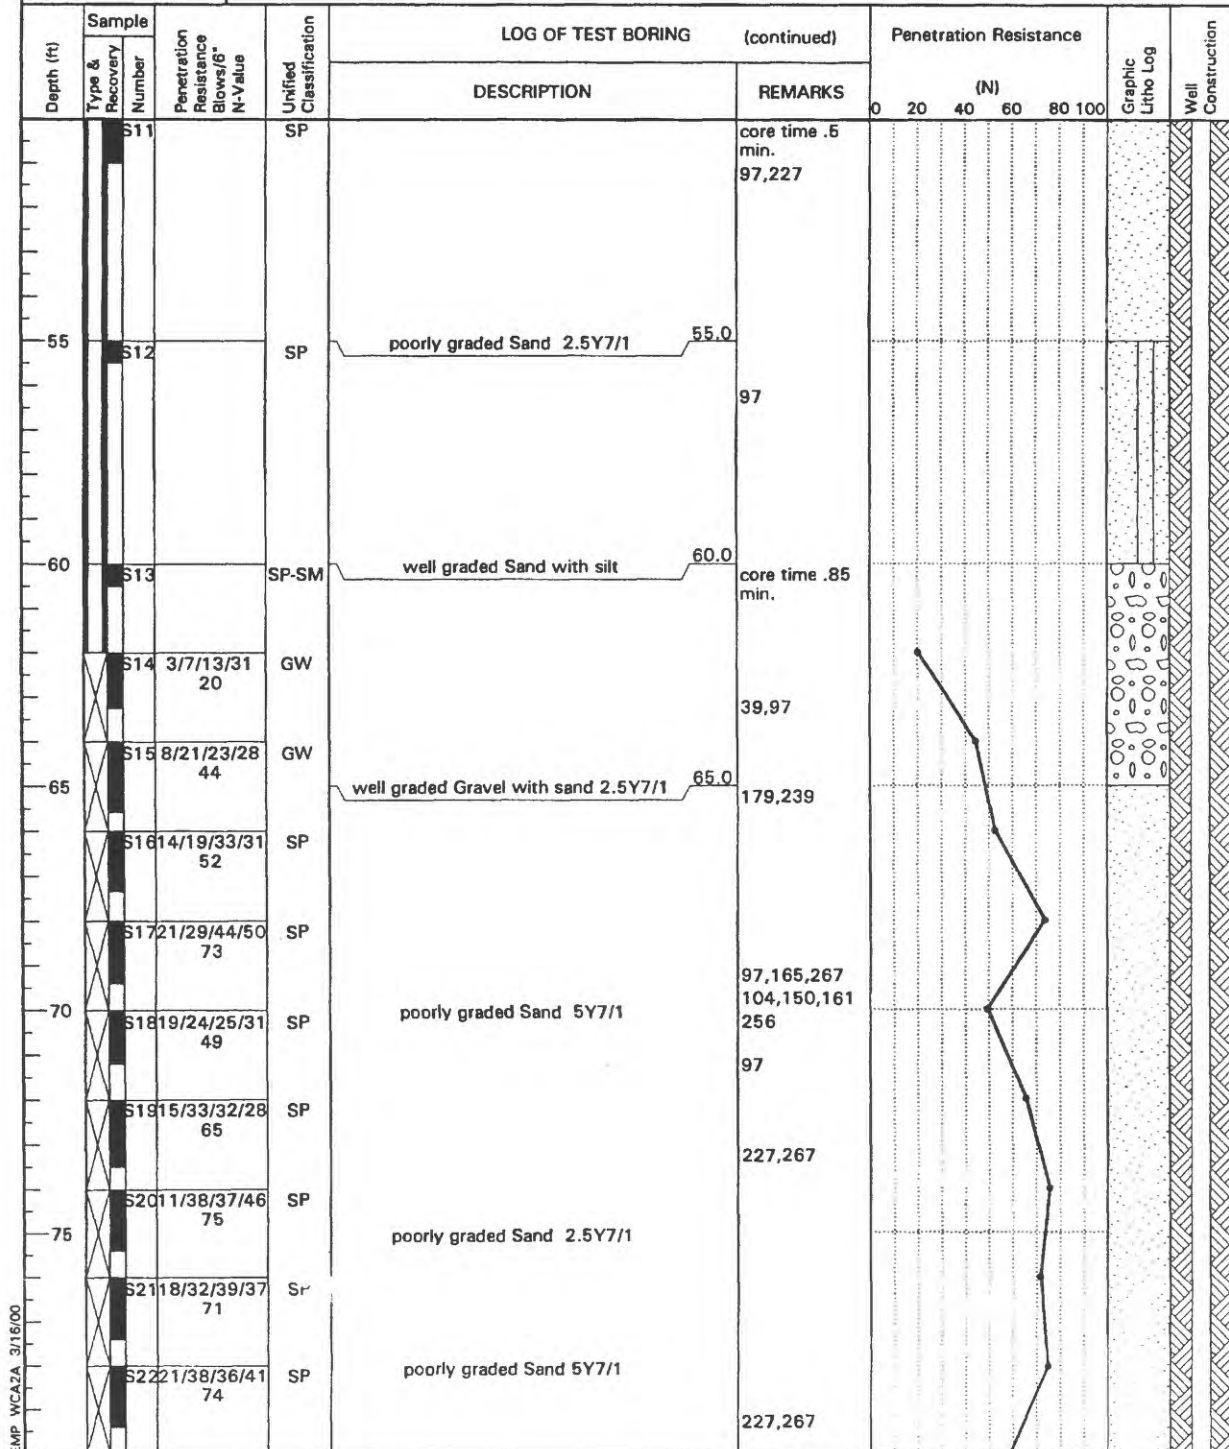 Depth (ft)
Sample
Type & Recovery
Number
Penetration Resistance Blows/6" N-Value
Unified Classification
LOG OF TEST BORING (continued)
DESCRIPTION
REMARKS
Penetration Resistance
(N)
0 20 40 60 80 100
Graphic Litho Log
Well Construction
S11 SP core time .5
min.
97,227
55 S12 SP poorly graded Sand 2.5Y7/1 55.0
97
60 S13 SP-SM well graded Sand with silt 60.0 core time .85
min.
S14 3/7/13/31 GW
20
39,97
S15 8/21/23/28 GW
44
65 well graded Gravel with sand 2.5Y7/1 65.0 179,239
S16 14/19/33/31 SP
52
S17 21/29/44/50 SP
73
97,165,267
104,150,161
70 S18 19/24/25/31 SP poorly graded Sand 5Y7/1 256
49
97
S19 15/33/32/28 SP
65
227,267
S20 11/38/37/46 SP
75
75 poorly graded Sand 2.5Y7/1
S21 18/32/39/37
71
S22 21/38/36/41 SP poorly graded Sand 5Y7/1
74
227,267
EMP WCA2A 3/16/00